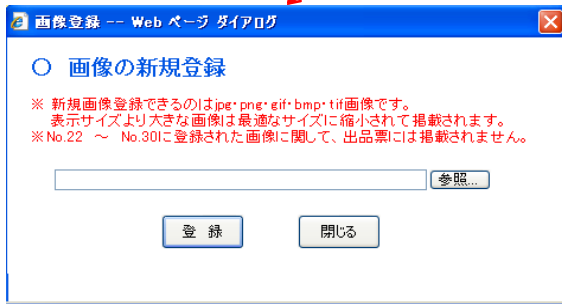 画像登録 -- Web ページ ダイアログ
○ 画像の新規登録
※ 新規画像登録できるのはjpg・png・gif・bmp・tif画像です。
表示サイズより大きな画像は最適なサイズに縮小されて掲載されます。
※No.22 ～ No.30に登録された画像に関して、出品票には掲載されません。
参照...
登 録
閉じる